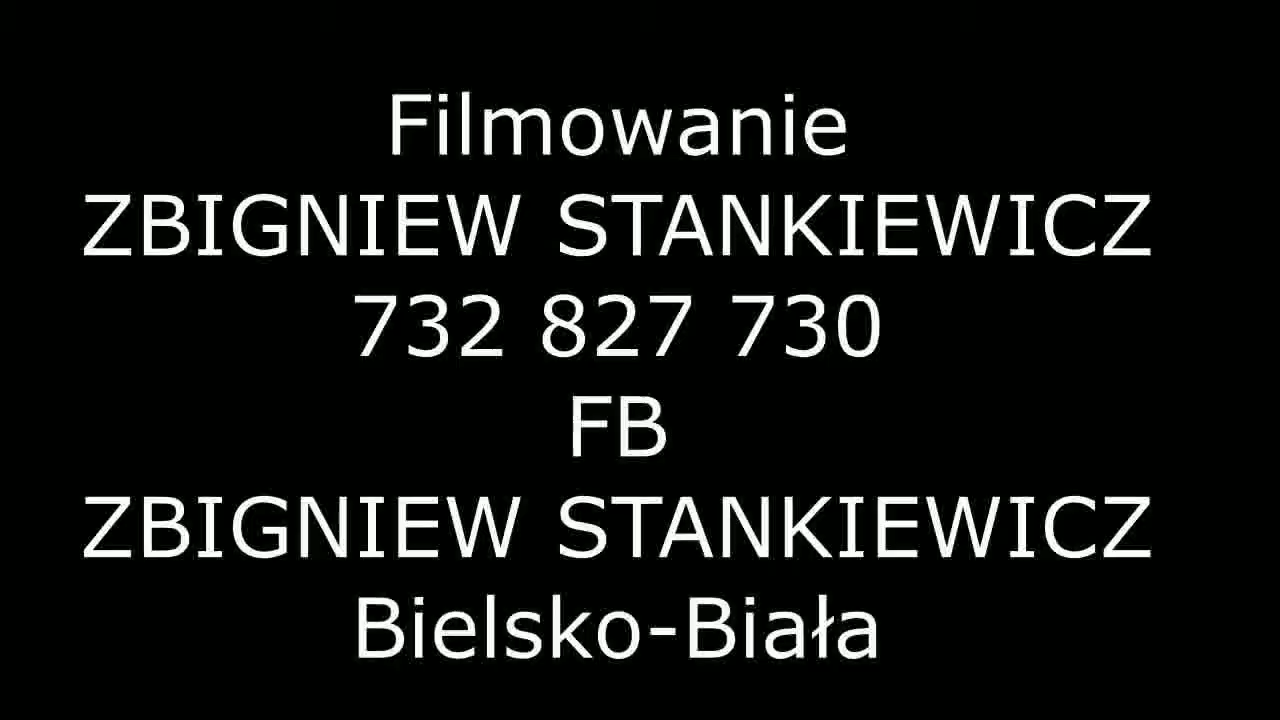 Filmowanie
ZBIGNIEW STANKIEWICZ
732 827 730
FB
ZBIGNIEW STANKIEWICZ
Bielsko-Biała